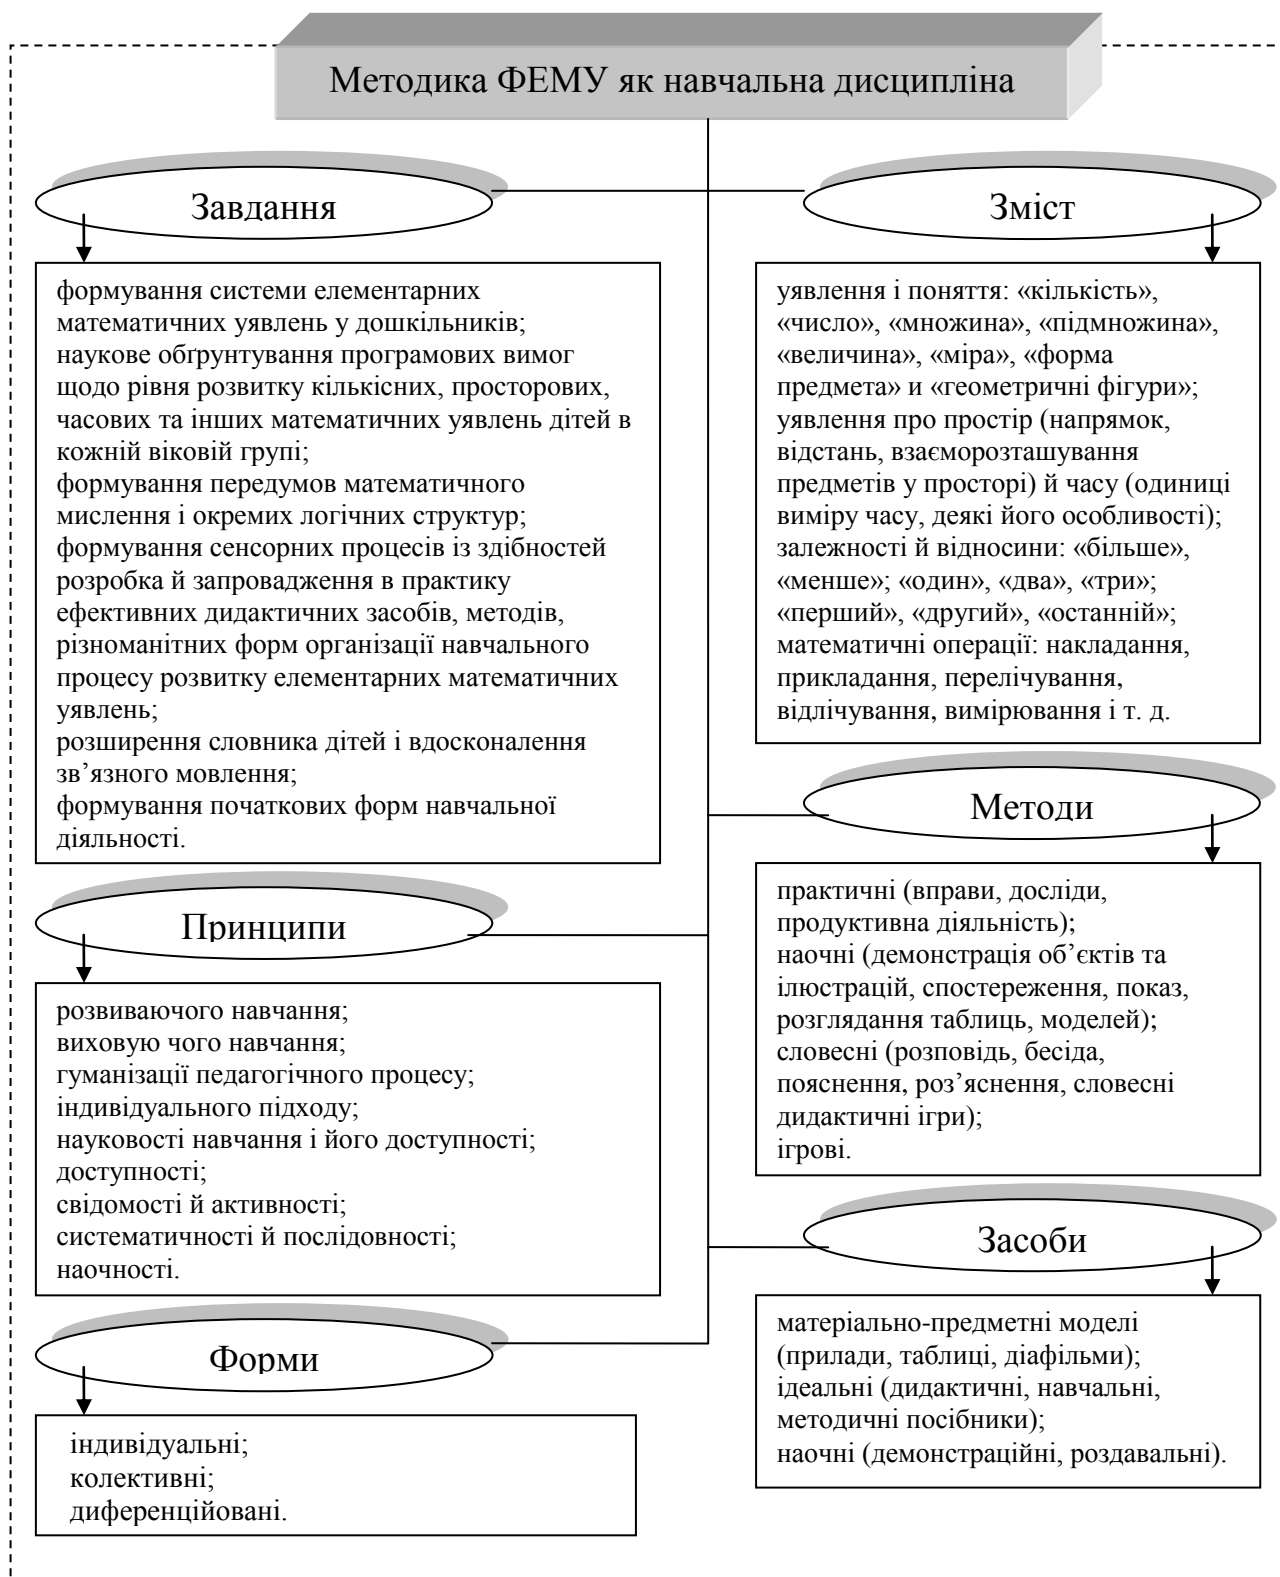 Методика ФЕМУ як навчальна дисципліна
Завдання
формування системи елементарних
математичних уявлень у дошкільників;
наукове обґрунтування програмових вимог
щодо рівня розвитку кількісних, просторових,
часових та інших математичних уявлень дітей в
кожній віковій групі;
формування передумов математичного
мислення і окремих логічних структур;
формування сенсорних процесів із здібностей
розробка й запровадження в практику
ефективних дидактичних засобів, методів,
різноманітних форм організації навчального
процесу розвитку елементарних математичних
уявлень;
розширення словника дітей і вдосконалення
зв’язного мовлення;
формування початкових форм навчальної
діяльності.
Зміст
уявлення і поняття: «кількість»,
«число», «множина», «підмножина»,
«величина», «міра», «форма
предмета» и «геометричні фігури»;
уявлення про простір (напрямок,
відстань, взаєморозташування
предметів у просторі) й часу (одиниці
виміру часу, деякі його особливості);
залежності й відносини: «більше»,
«менше»; «один», «два», «три»;
«перший», «другий», «останній»;
математичні операції: накладання,
прикладання, перелічування,
відлічування, вимірювання і т. д.
Принципи
розвиваючого навчання;
виховую чого навчання;
гуманізації педагогічного процесу;
індивідуального підходу;
науковості навчання і його доступності;
доступності;
свідомості й активності;
систематичності й послідовності;
наочності.
Методи
практичні (вправи, досліди,
продуктивна діяльність);
наочні (демонстрація об’єктів та
ілюстрацій, спостереження, показ,
розглядання таблиць, моделей);
словесні (розповідь, бесіда,
пояснення, роз’яснення, словесні
дидактичні ігри);
ігрові.
Форми
індивідуальні;
колективні;
диференційовані.
Засоби
матеріально-предметні моделі
(прилади, таблиці, діафільми);
ідеальні (дидактичні, навчальні,
методичні посібники);
наочні (демонстраційні, роздавальні).